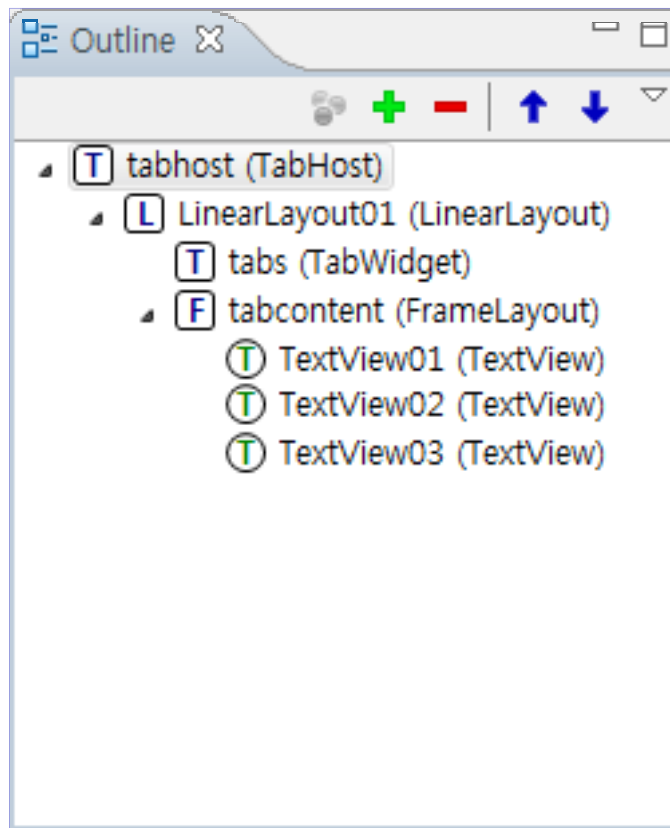 Outline
T tabhost (TabHost)
L LinearLayout01 (LinearLayout)
T tabs (TabWidget)
F tabcontent (FrameLayout)
T TextView01 (TextView)
T TextView02 (TextView)
T TextView03 (TextView)